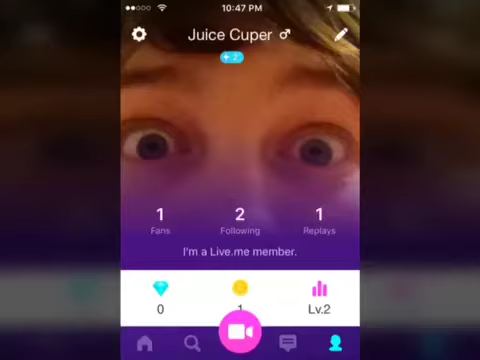 10:47 PM
Juice Cuper ♂
2
1 2 1
Fans Following Replays
I'm a Live.me member.
0 1 Lv.2